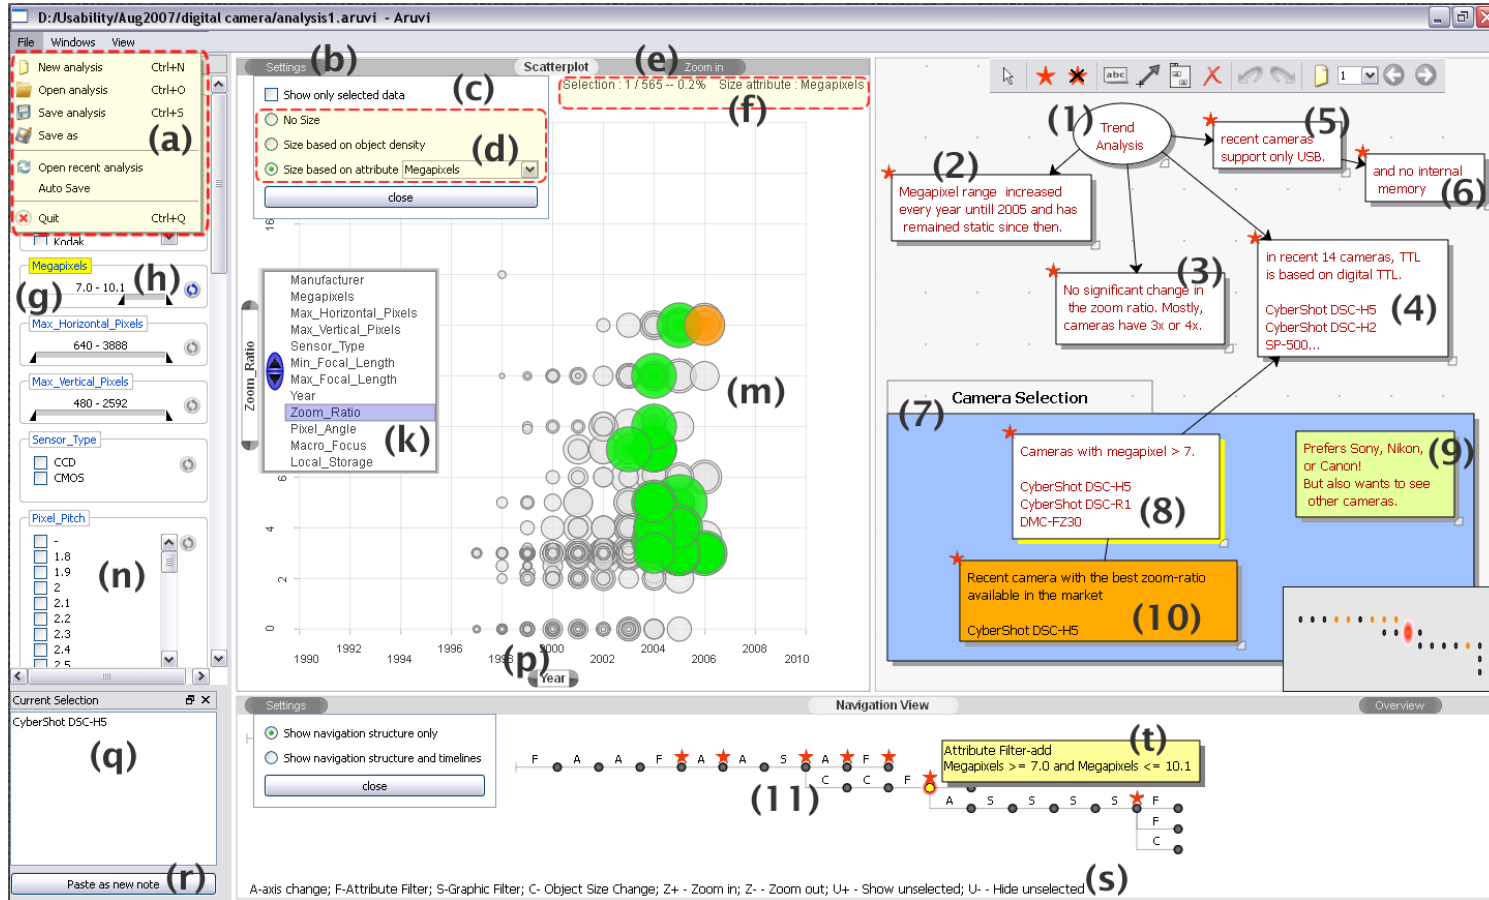 D:/Usability/Aug2007/digital camera/analysis1.aruvi - Aruvi
File Windows View
New analysis Ctrl+N
Open analysis Ctrl+O
Save analysis Ctrl+S
Save as
(a)
Open recent analysis
Auto Save
Quit Ctrl+Q
Kodak
Megapixels
7.0 - 10.1
(g)
(h)
Max_Horizontal_Pixels
640 - 3888
Max_Vertical_Pixels
480 - 2592
Sensor_Type
CCD
CMOS
Pixel_Pitch
-
1.8
1.9
2
2.1
2.2
2.3
2.4
2.5
(n)
Current Selection
CyberShot DSC-H5
(q)
Paste as new note
(r)
Settings
(b)
Scatterplot
(e)
Zoom in
Selection : 1 / 565 -- 0.2% Size attribute : Megapixels
(f)
Show only selected data
(c)
No Size
Size based on object density
(d)
Size based on attribute Megapixels
close
16
Zoom_Ratio
Manufacturer
Megapixels
Max_Horizontal_Pixels
Max_Vertical_Pixels
Sensor_Type
Min_Focal_Length
Max_Focal_Length
Year
Zoom_Ratio
Pixel_Angle
Macro_Focus
Local_Storage
(k)
(m)
6
4
2
0
1990 1992 1994 1996 1998 2000 2002 2004 2006 2008 2010
(p)
Year
abc
1
(1)
Trend
Analysis
(2)
Megapixel range increased
every year untill 2005 and has
remained static since then.
(3)
No significant change in
the zoom ratio. Mostly,
cameras have 3x or 4x.
(5)
recent cameras
support only USB.
and no internal
memory
(6)
in recent 14 cameras, TTL
is based on digital TTL.
CyberShot DSC-H5
CyberShot DSC-H2
SP-500...
(4)
Camera Selection
(7)
Cameras with megapixel > 7.
CyberShot DSC-H5
CyberShot DSC-R1
DMC-FZ30
(8)
Prefers Sony, Nikon,
or Canon!
But also wants to see
other cameras.
(9)
Recent camera with the best zoom-ratio
available in the market
CyberShot DSC-H5
(10)
Settings
Navigation View
Overview
Show navigation structure only
Show navigation structure and timelines
close
F A A F A A S A F
C C F
A S S S S F
F
C
(11)
(t)
Attribute Filter-add
Megapixels >= 7.0 and Megapixels <= 10.1
A-axis change; F-Attribute Filter; S-Graphic Filter; C- Object Size Change; Z+ - Zoom in; Z- - Zoom out; U+ - Show unselected; U- - Hide unselected
(s)